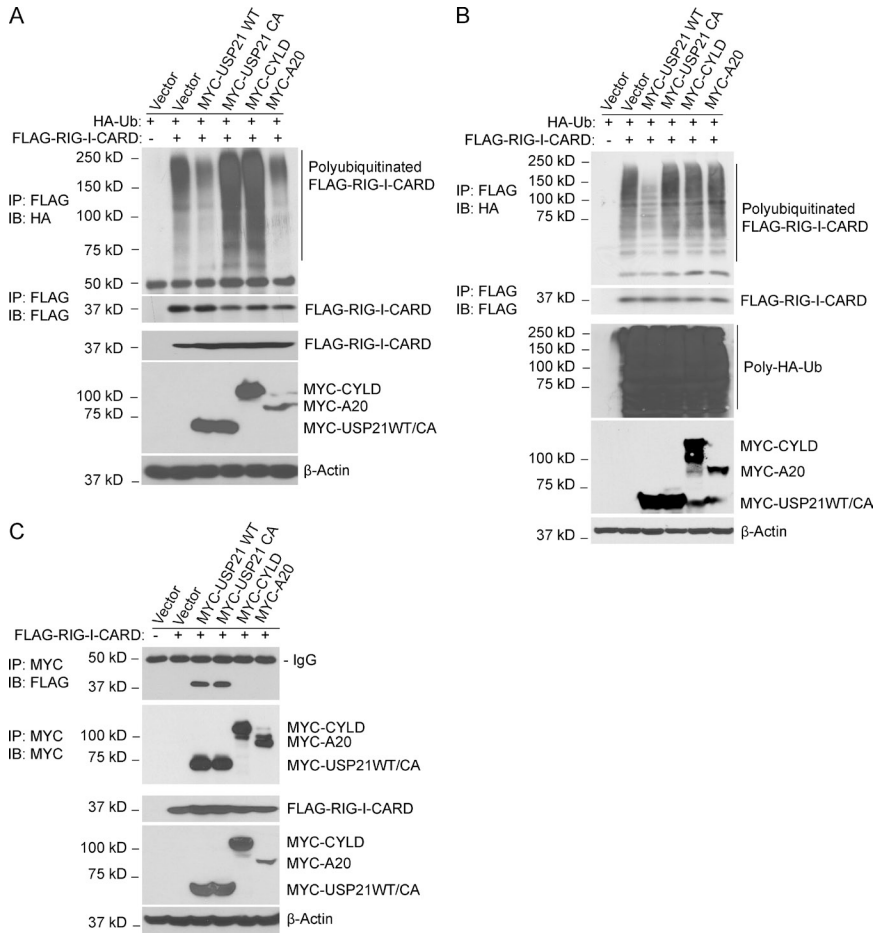 A
Vector
Vector
MYC-USP21 WT
MYC-USP21 CA
MYC-CYLD
MYC-A20
HA-Ub: + + + + + +
FLAG-RIG-I-CARD: - + + + + +
250 kD
150 kD
100 kD
75 kD
50 kD
IP: FLAG
IB: HA
Polyubiquitinated
FLAG-RIG-I-CARD
IP: FLAG
IB: FLAG
37 kD
FLAG-RIG-I-CARD
37 kD
FLAG-RIG-I-CARD
100 kD
75 kD
MYC-CYLD
MYC-A20
MYC-USP21WT/CA
37 kD
β-Actin
B
Vector
Vector
MYC-USP21 WT
MYC-USP21 CA
MYC-CYLD
MYC-A20
HA-Ub: + + + + + +
FLAG-RIG-I-CARD: - + + + + +
250 kD
150 kD
100 kD
75 kD
IP: FLAG
IB: HA
Polyubiquitinated
FLAG-RIG-I-CARD
IP: FLAG
IB: FLAG
37 kD
FLAG-RIG-I-CARD
250 kD
150 kD
100 kD
75 kD
Poly-HA-Ub
100 kD
75 kD
MYC-CYLD
MYC-A20
MYC-USP21WT/CA
37 kD
β-Actin
C
Vector
Vector
MYC-USP21 WT
MYC-USP21 CA
MYC-CYLD
MYC-A20
FLAG-RIG-I-CARD: - + + + + +
IP: MYC
IB: FLAG
50 kD
37 kD
- IgG
IP: MYC
IB: MYC
100 kD
75 kD
MYC-CYLD
MYC-A20
MYC-USP21WT/CA
37 kD
FLAG-RIG-I-CARD
100 kD
75 kD
MYC-CYLD
MYC-A20
MYC-USP21WT/CA
37 kD
β-Actin